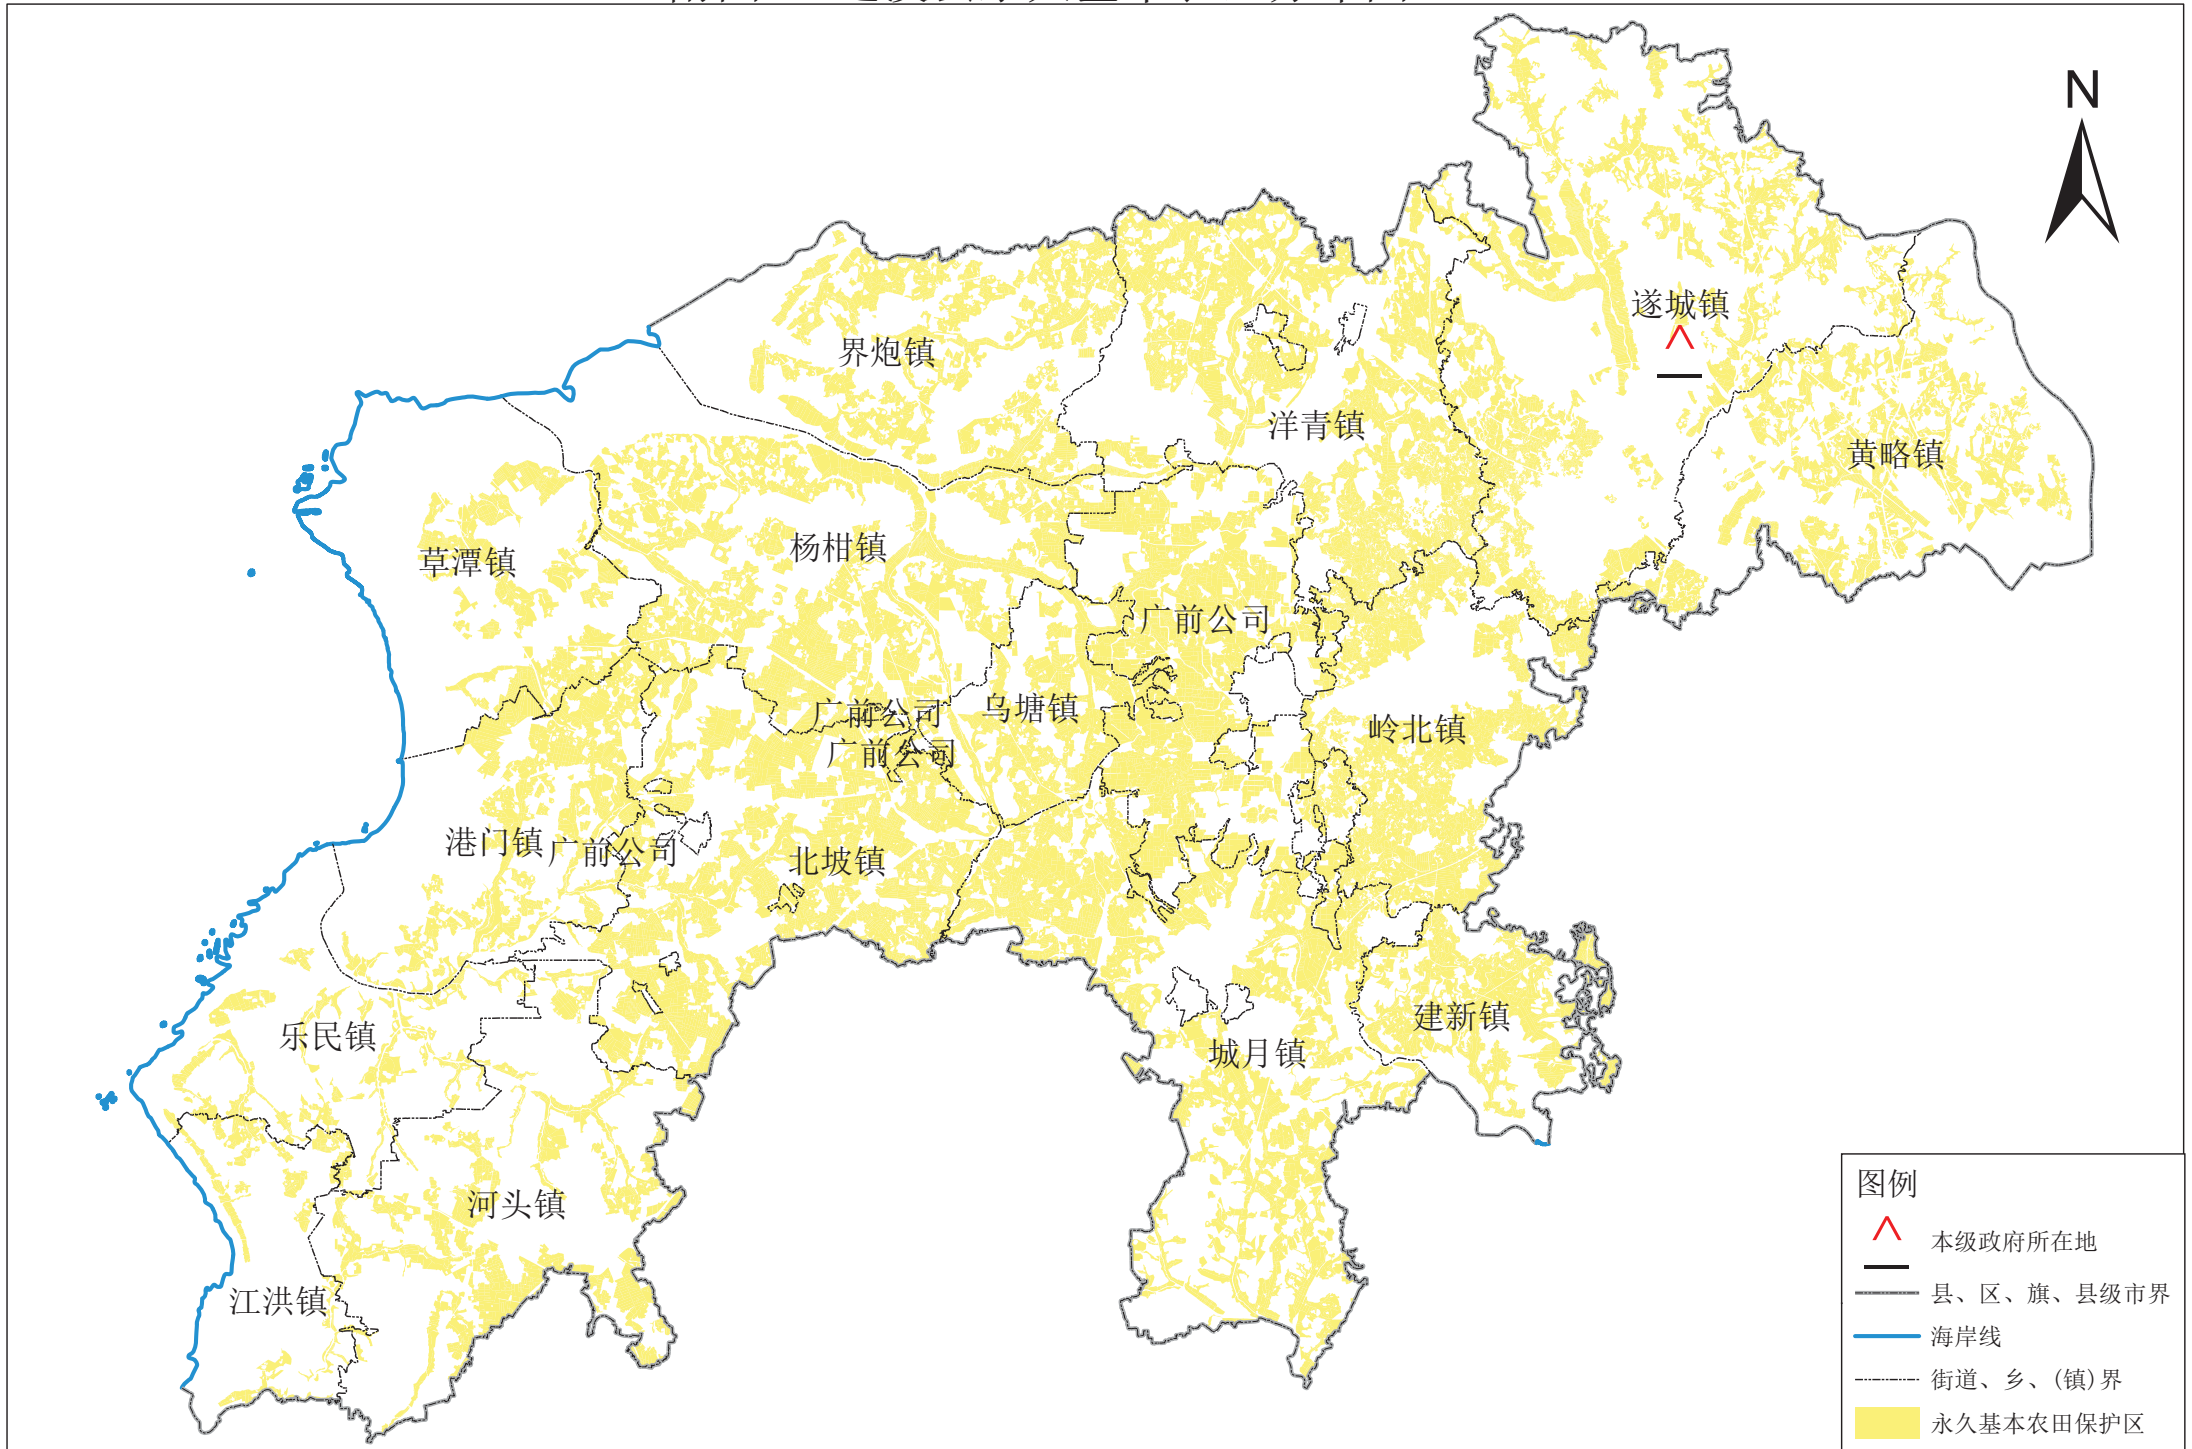 N
遂城镇
界炮镇
洋青镇
黄略镇
杨柑镇
草潭镇
广前公司
乌塘镇
广前公司
岭北镇
广前公司
港门镇
广前公司
北坡镇
建新镇
乐民镇
城月镇
河头镇
江洪镇
图例
本级政府所在地
县、区、旗、县级市界
海岸线
街道、乡、(镇)界
永久基本农田保护区